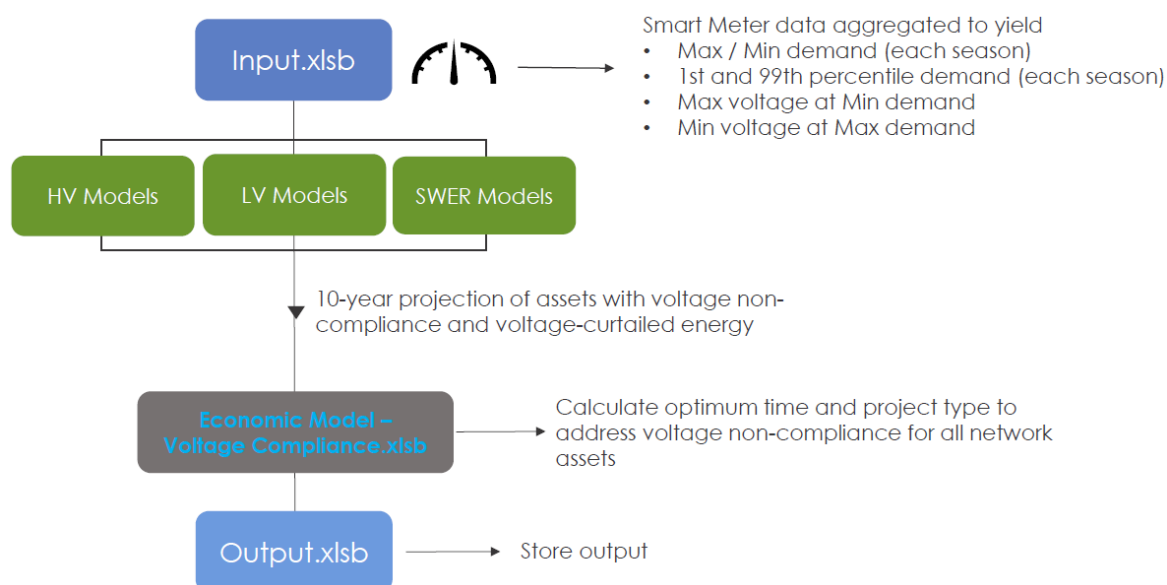 Input.xlsb
Smart Meter data aggregated to yield
• Max / Min demand (each season)
• 1st and 99th percentile demand (each season)
• Max voltage at Min demand
• Min voltage at Max demand
HV Models
LV Models
SWER Models
10-year projection of assets with voltage non-
compliance and voltage-curtailed energy
Economic Model –
Voltage Compliance.xlsb
Calculate optimum time and project type to
address voltage non-compliance for all network
assets
Output.xlsb
Store output